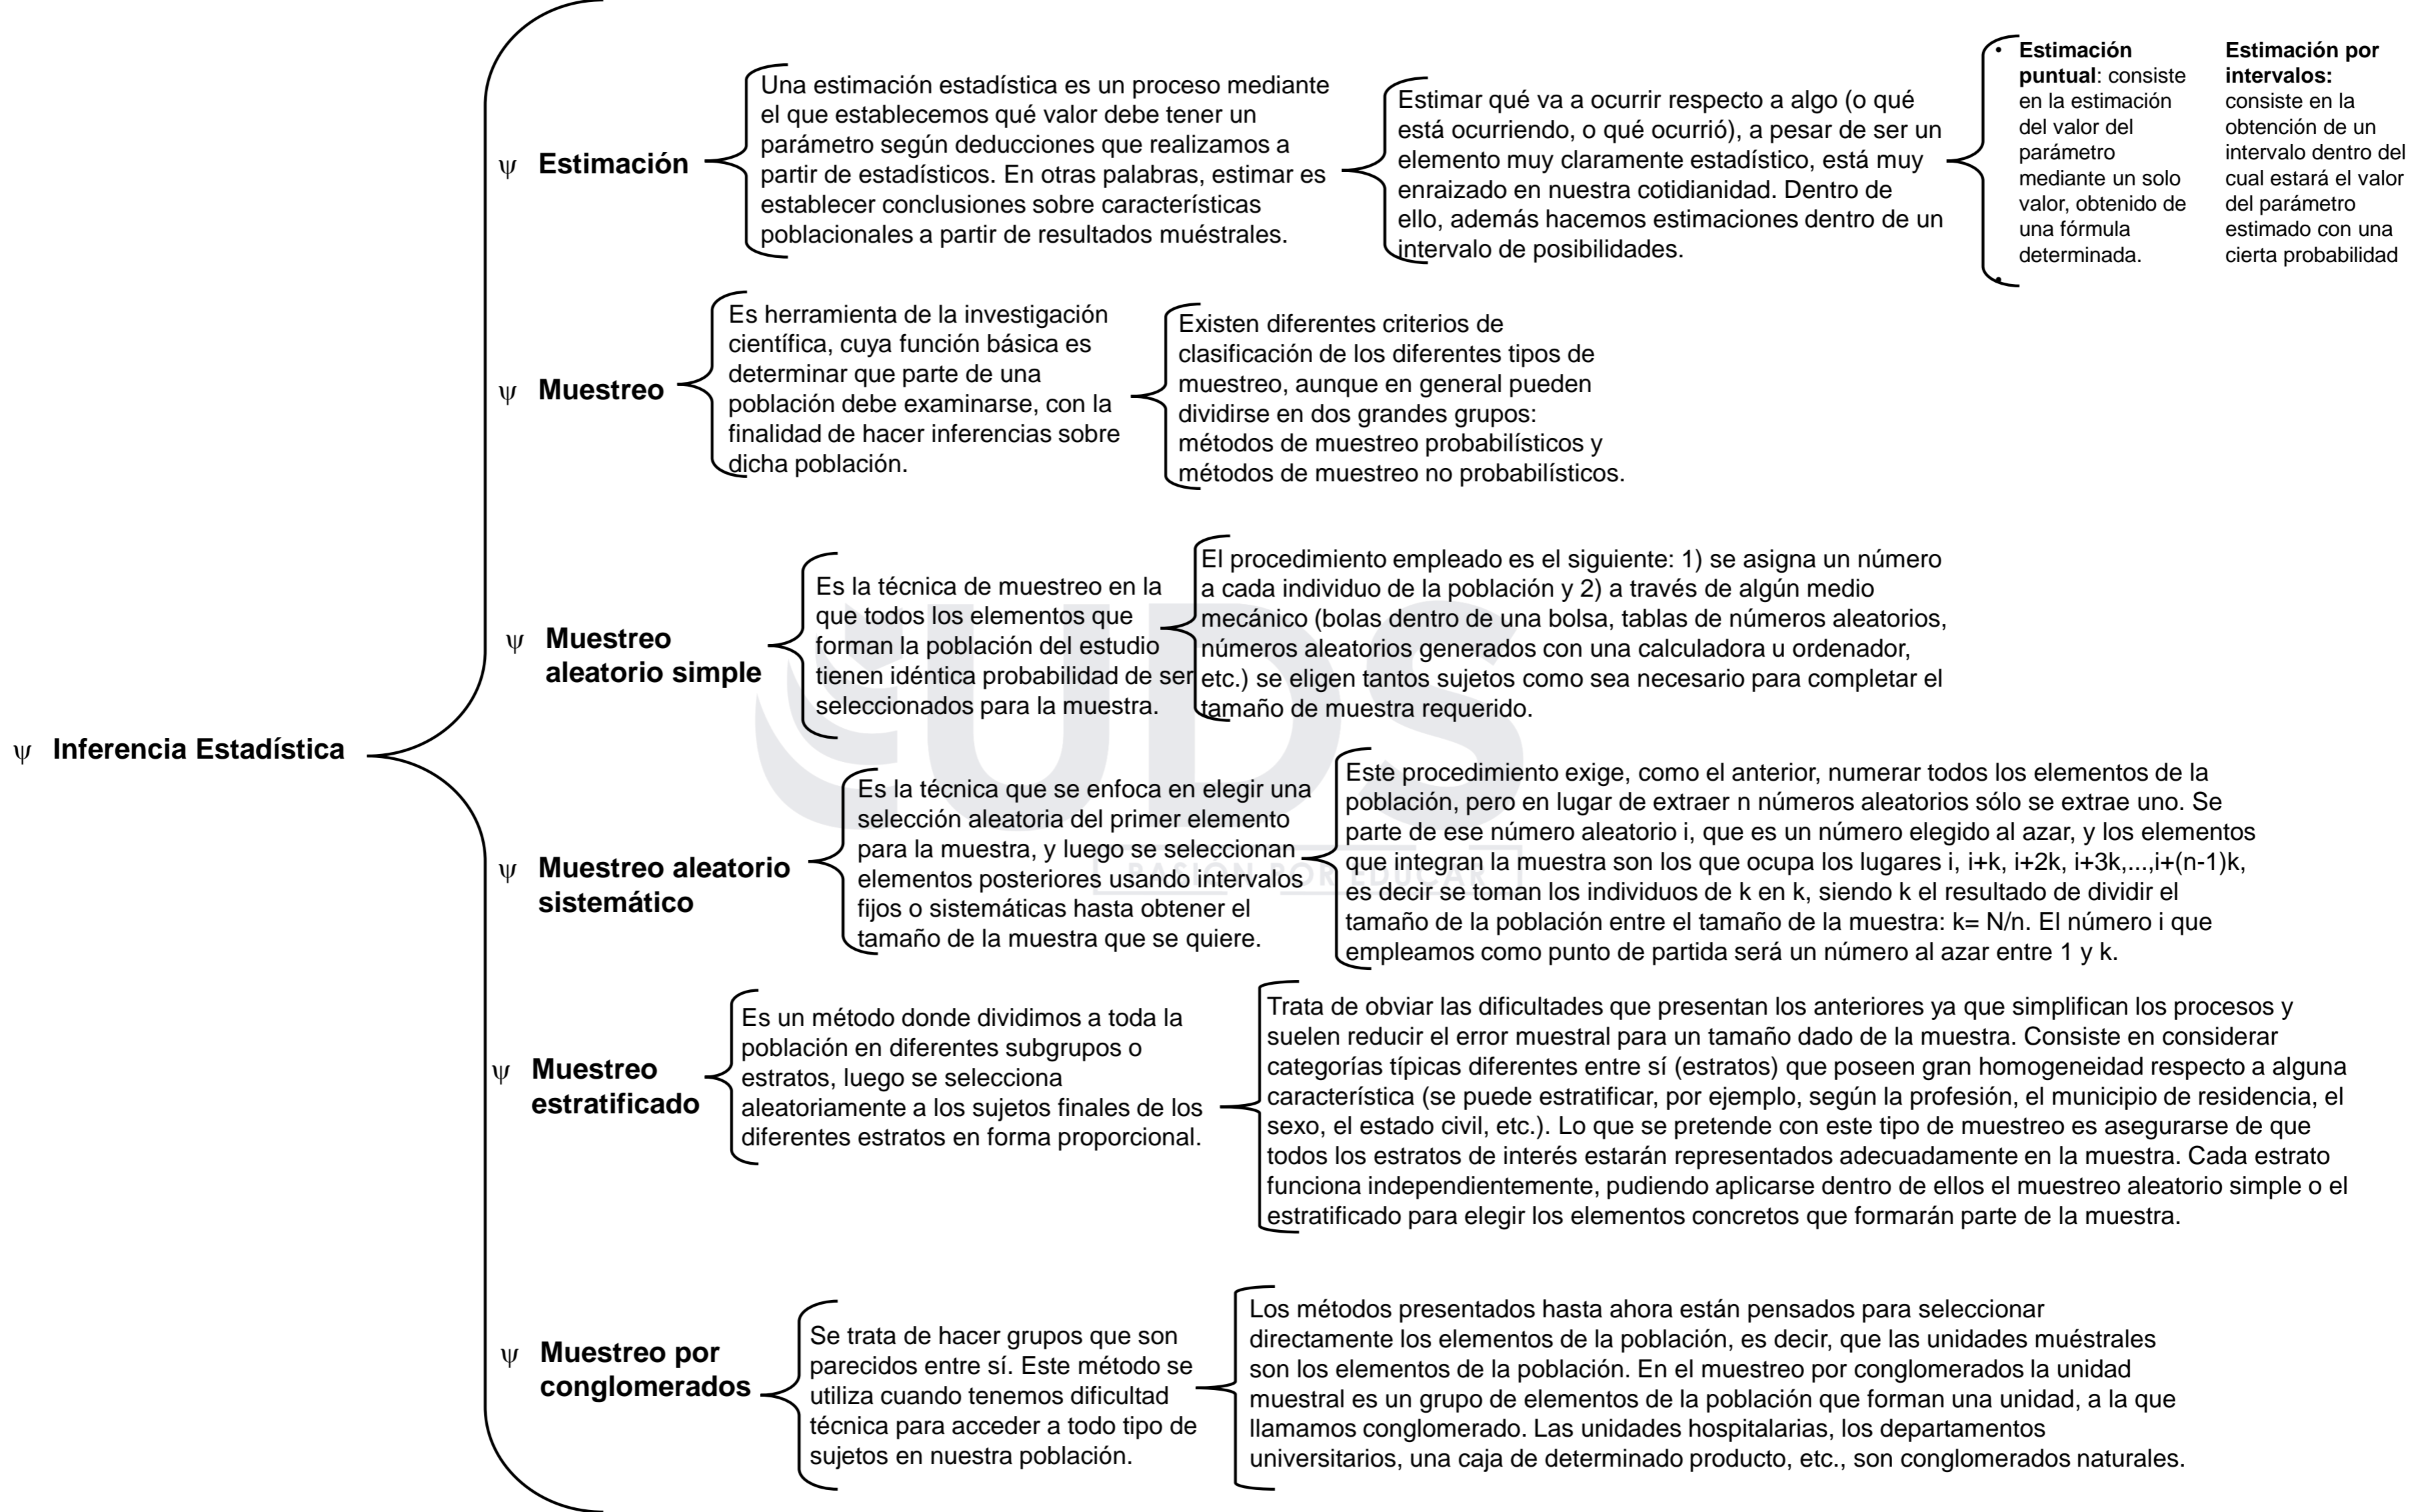 ψ Inferencia Estadística
ψ Estimación
Una estimación estadística es un proceso mediante
el que establecemos qué valor debe tener un
parámetro según deducciones que realizamos a
partir de estadísticos. En otras palabras, estimar es
establecer conclusiones sobre características
poblacionales a partir de resultados muéstrales.
Estimar qué va a ocurrir respecto a algo (o qué
está ocurriendo, o qué ocurrió), a pesar de ser un
elemento muy claramente estadístico, está muy
enraizado en nuestra cotidianidad. Dentro de
ello, además hacemos estimaciones dentro de un
intervalo de posibilidades.
• Estimación
puntual: consiste
en la estimación
del valor del
parámetro
mediante un solo
valor, obtenido de
una fórmula
determinada.
•
Estimación por
intervalos:
consiste en la
obtención de un
intervalo dentro del
cual estará el valor
del parámetro
estimado con una
cierta probabilidad
ψ Muestreo
Es herramienta de la investigación
científica, cuya función básica es
determinar que parte de una
población debe examinarse, con la
finalidad de hacer inferencias sobre
dicha población.
Existen diferentes criterios de
clasificación de los diferentes tipos de
muestreo, aunque en general pueden
dividirse en dos grandes grupos:
métodos de muestreo probabilísticos y
métodos de muestreo no probabilísticos.
ψ Muestreo
aleatorio simple
Es la técnica de muestreo en la
que todos los elementos que
forman la población del estudio
tienen idéntica probabilidad de ser
seleccionados para la muestra.
El procedimiento empleado es el siguiente: 1) se asigna un número
a cada individuo de la población y 2) a través de algún medio
mecánico (bolas dentro de una bolsa, tablas de números aleatorios,
números aleatorios generados con una calculadora u ordenador,
etc.) se eligen tantos sujetos como sea necesario para completar el
tamaño de muestra requerido.
ψ Muestreo aleatorio
sistemático
Es la técnica que se enfoca en elegir una
selección aleatoria del primer elemento
para la muestra, y luego se seleccionan
elementos posteriores usando intervalos
fijos o sistemáticas hasta obtener el
tamaño de la muestra que se quiere.
Este procedimiento exige, como el anterior, numerar todos los elementos de la
población, pero en lugar de extraer n números aleatorios sólo se extrae uno. Se
parte de ese número aleatorio i, que es un número elegido al azar, y los elementos
que integran la muestra son los que ocupa los lugares i, i+k, i+2k, i+3k,...,i+(n-1)k,
es decir se toman los individuos de k en k, siendo k el resultado de dividir el
tamaño de la población entre el tamaño de la muestra: k= N/n. El número i que
empleamos como punto de partida será un número al azar entre 1 y k.
ψ Muestreo
estratificado
Es un método donde dividimos a toda la
población en diferentes subgrupos o
estratos, luego se selecciona
aleatoriamente a los sujetos finales de los
diferentes estratos en forma proporcional.
Trata de obviar las dificultades que presentan los anteriores ya que simplifican los procesos y
suelen reducir el error muestral para un tamaño dado de la muestra. Consiste en considerar
categorías típicas diferentes entre sí (estratos) que poseen gran homogeneidad respecto a alguna
característica (se puede estratificar, por ejemplo, según la profesión, el municipio de residencia, el
sexo, el estado civil, etc.). Lo que se pretende con este tipo de muestreo es asegurarse de que
todos los estratos de interés estarán representados adecuadamente en la muestra. Cada estrato
funciona independientemente, pudiendo aplicarse dentro de ellos el muestreo aleatorio simple o el
estratificado para elegir los elementos concretos que formarán parte de la muestra.
ψ Muestreo por
conglomerados
Se trata de hacer grupos que son
parecidos entre sí. Este método se
utiliza cuando tenemos dificultad
técnica para acceder a todo tipo de
sujetos en nuestra población.
Los métodos presentados hasta ahora están pensados para seleccionar
directamente los elementos de la población, es decir, que las unidades muéstrales
son los elementos de la población. En el muestreo por conglomerados la unidad
muestral es un grupo de elementos de la población que forman una unidad, a la que
llamamos conglomerado. Las unidades hospitalarias, los departamentos
universitarios, una caja de determinado producto, etc., son conglomerados naturales.
UDS
PASIÓN POR EDUCAR